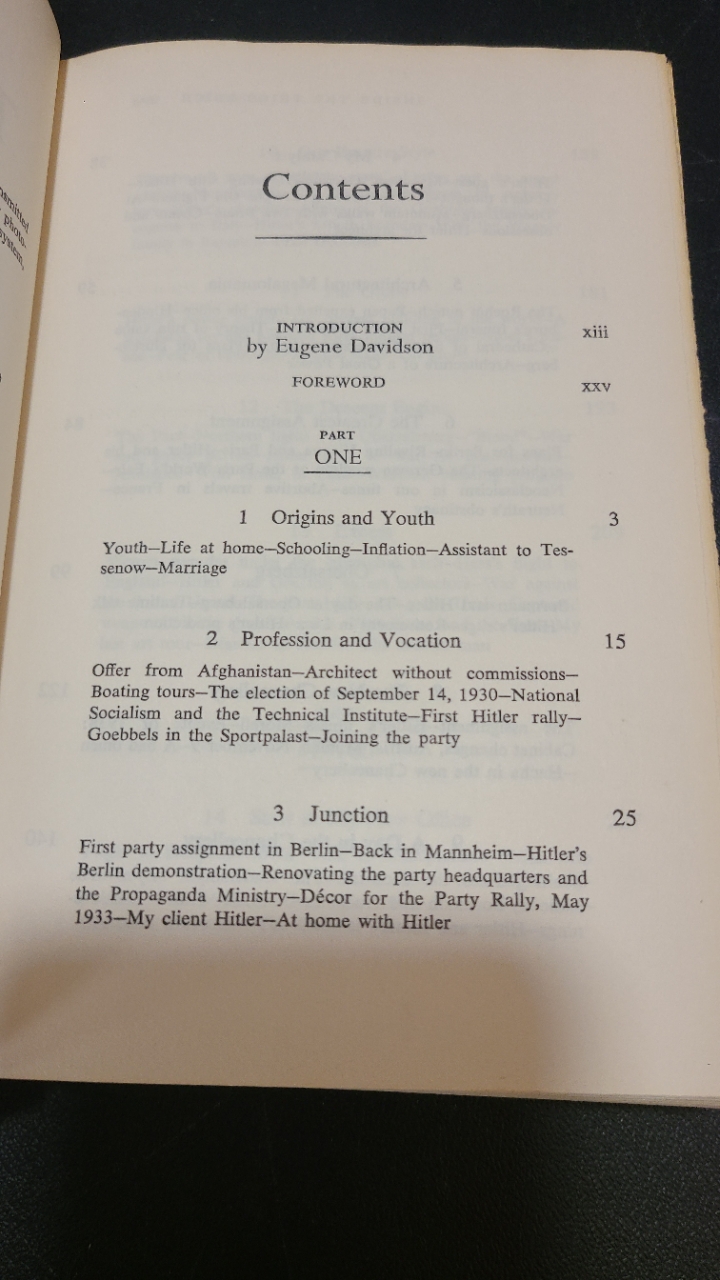 nsmitted
photo-
system,
Contents
INTRODUCTION xiii
by Eugene Davidson
FOREWORD xxv
PART
ONE
1 Origins and Youth 3
Youth—Life at home—Schooling—Inflation—Assistant to Tes-
senow—Marriage
2 Profession and Vocation 15
Offer from Afghanistan—Architect without commissions—
Boating tours—The election of September 14, 1930—National
Socialism and the Technical Institute—First Hitler rally—
Goebbels in the Sportpalast—Joining the party
3 Junction 25
First party assignment in Berlin—Back in Mannheim—Hitler's
Berlin demonstration—Renovating the party headquarters and
the Propaganda Ministry—Décor for the Party Rally, May
1933—My client Hitler—At home with Hitler